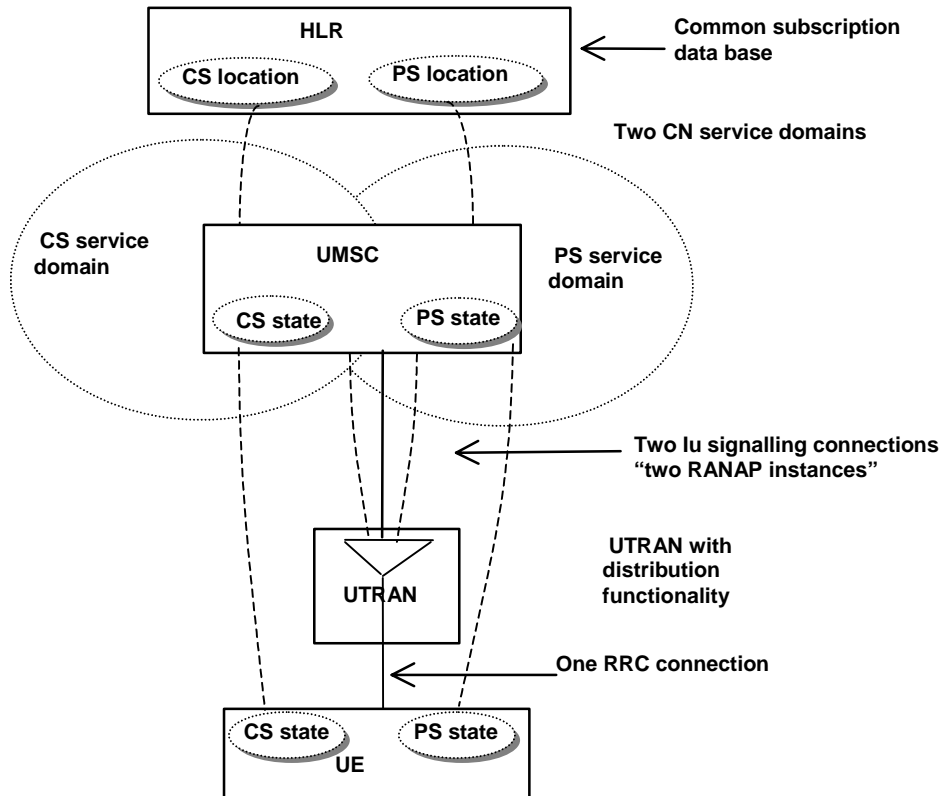 HLR
Common subscription
data base
CS location
PS location
Two CN service domains
CS service
domain
UMSC
PS service
domain
CS state
PS state
Two Iu signalling connections
“two RANAP instances”
UTRAN with
distribution
functionality
UTRAN
One RRC connection
CS state
PS state
UE